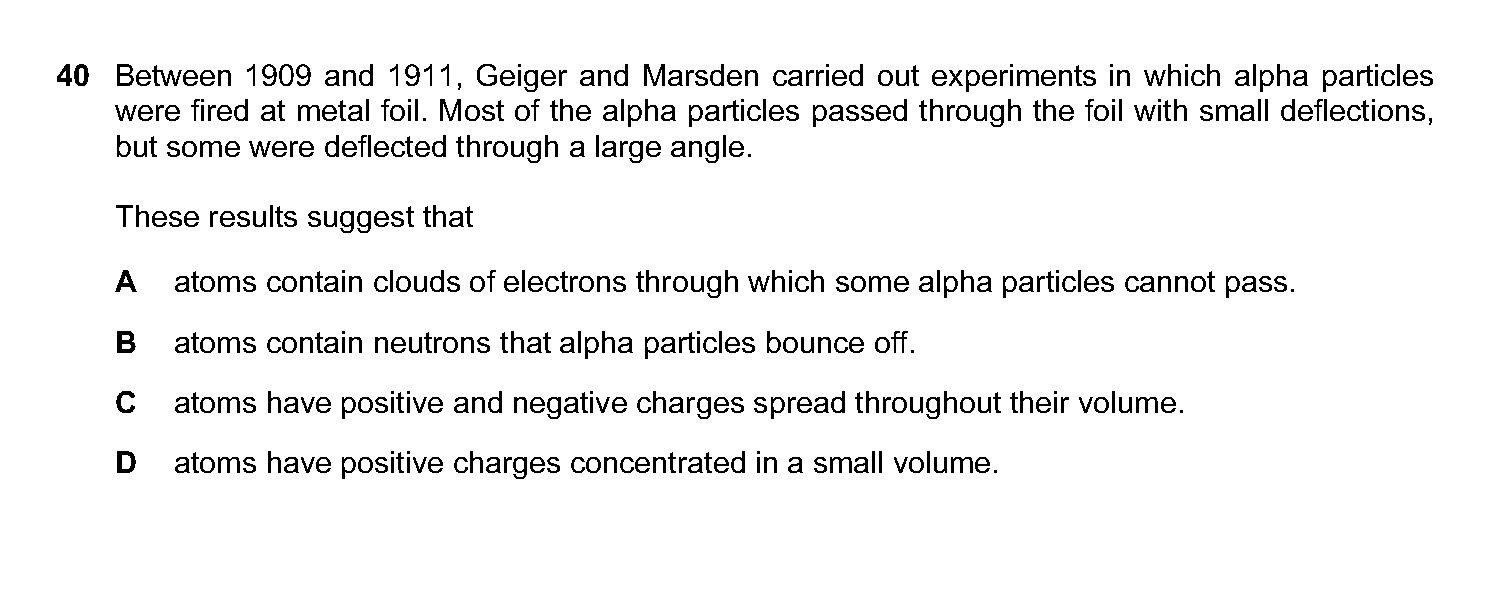 40 Between 1909 and 1911, Geiger and Marsden carried out experiments in which alpha particles
were fired at metal foil. Most of the alpha particles passed through the foil with small deflections,
but some were deflected through a large angle.
These results suggest that
A atoms contain clouds of electrons through which some alpha particles cannot pass.
B atoms contain neutrons that alpha particles bounce off.
C atoms have positive and negative charges spread throughout their volume.
D atoms have positive charges concentrated in a small volume.